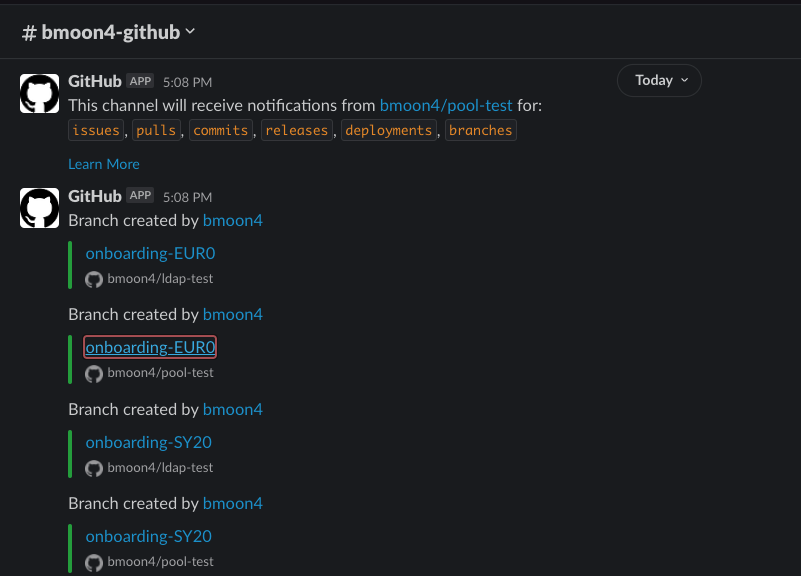 # bmoon4-github
Today
GitHub APP 5:08 PM
This channel will receive notifications from bmoon4/pool-test for:
issues, pulls, commits, releases, deployments, branches
Learn More
GitHub APP 5:08 PM
Branch created by bmoon4
onboarding-EUR0
bmoon4/ldap-test
Branch created by bmoon4
onboarding-EUR0
bmoon4/pool-test
Branch created by bmoon4
onboarding-SY20
bmoon4/ldap-test
Branch created by bmoon4
onboarding-SY20
bmoon4/pool-test